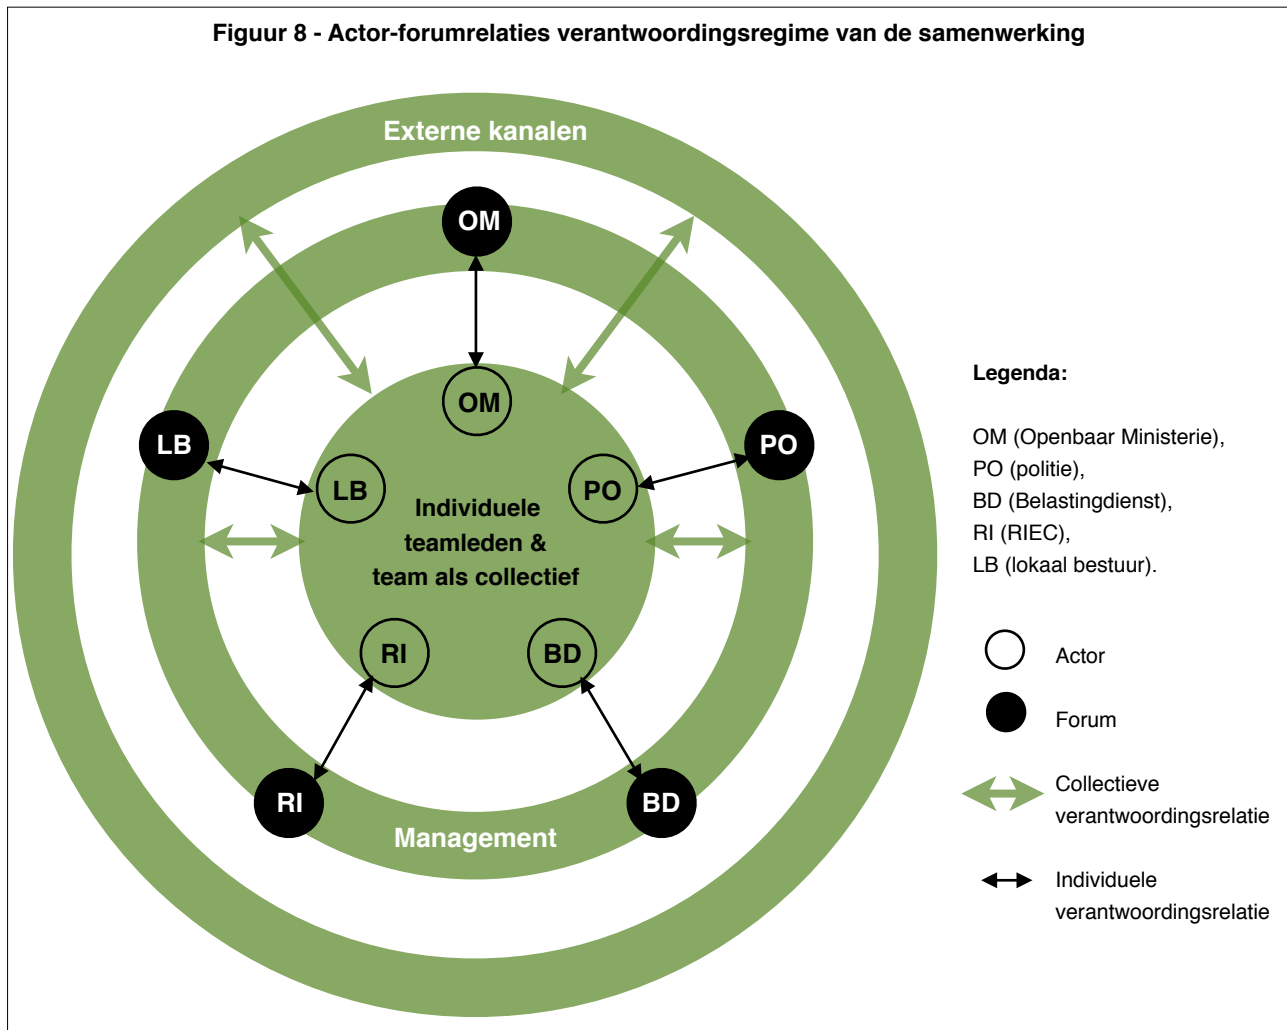 Figuur 8 - Actor-forumrelaties verantwoordingsregime van de samenwerking
Externe kanalen
OM
OM
LB
PO
LB
PO
Individuele
teamleden &
team als collectief
RI
BD
RI
BD
Management
Legenda:
OM (Openbaar Ministerie),
PO (politie),
BD (Belastingdienst),
RI (RIEC),
LB (lokaal bestuur).
Actor
Forum
Collectieve
verantwoordingsrelatie
Individuele
verantwoordingsrelatie